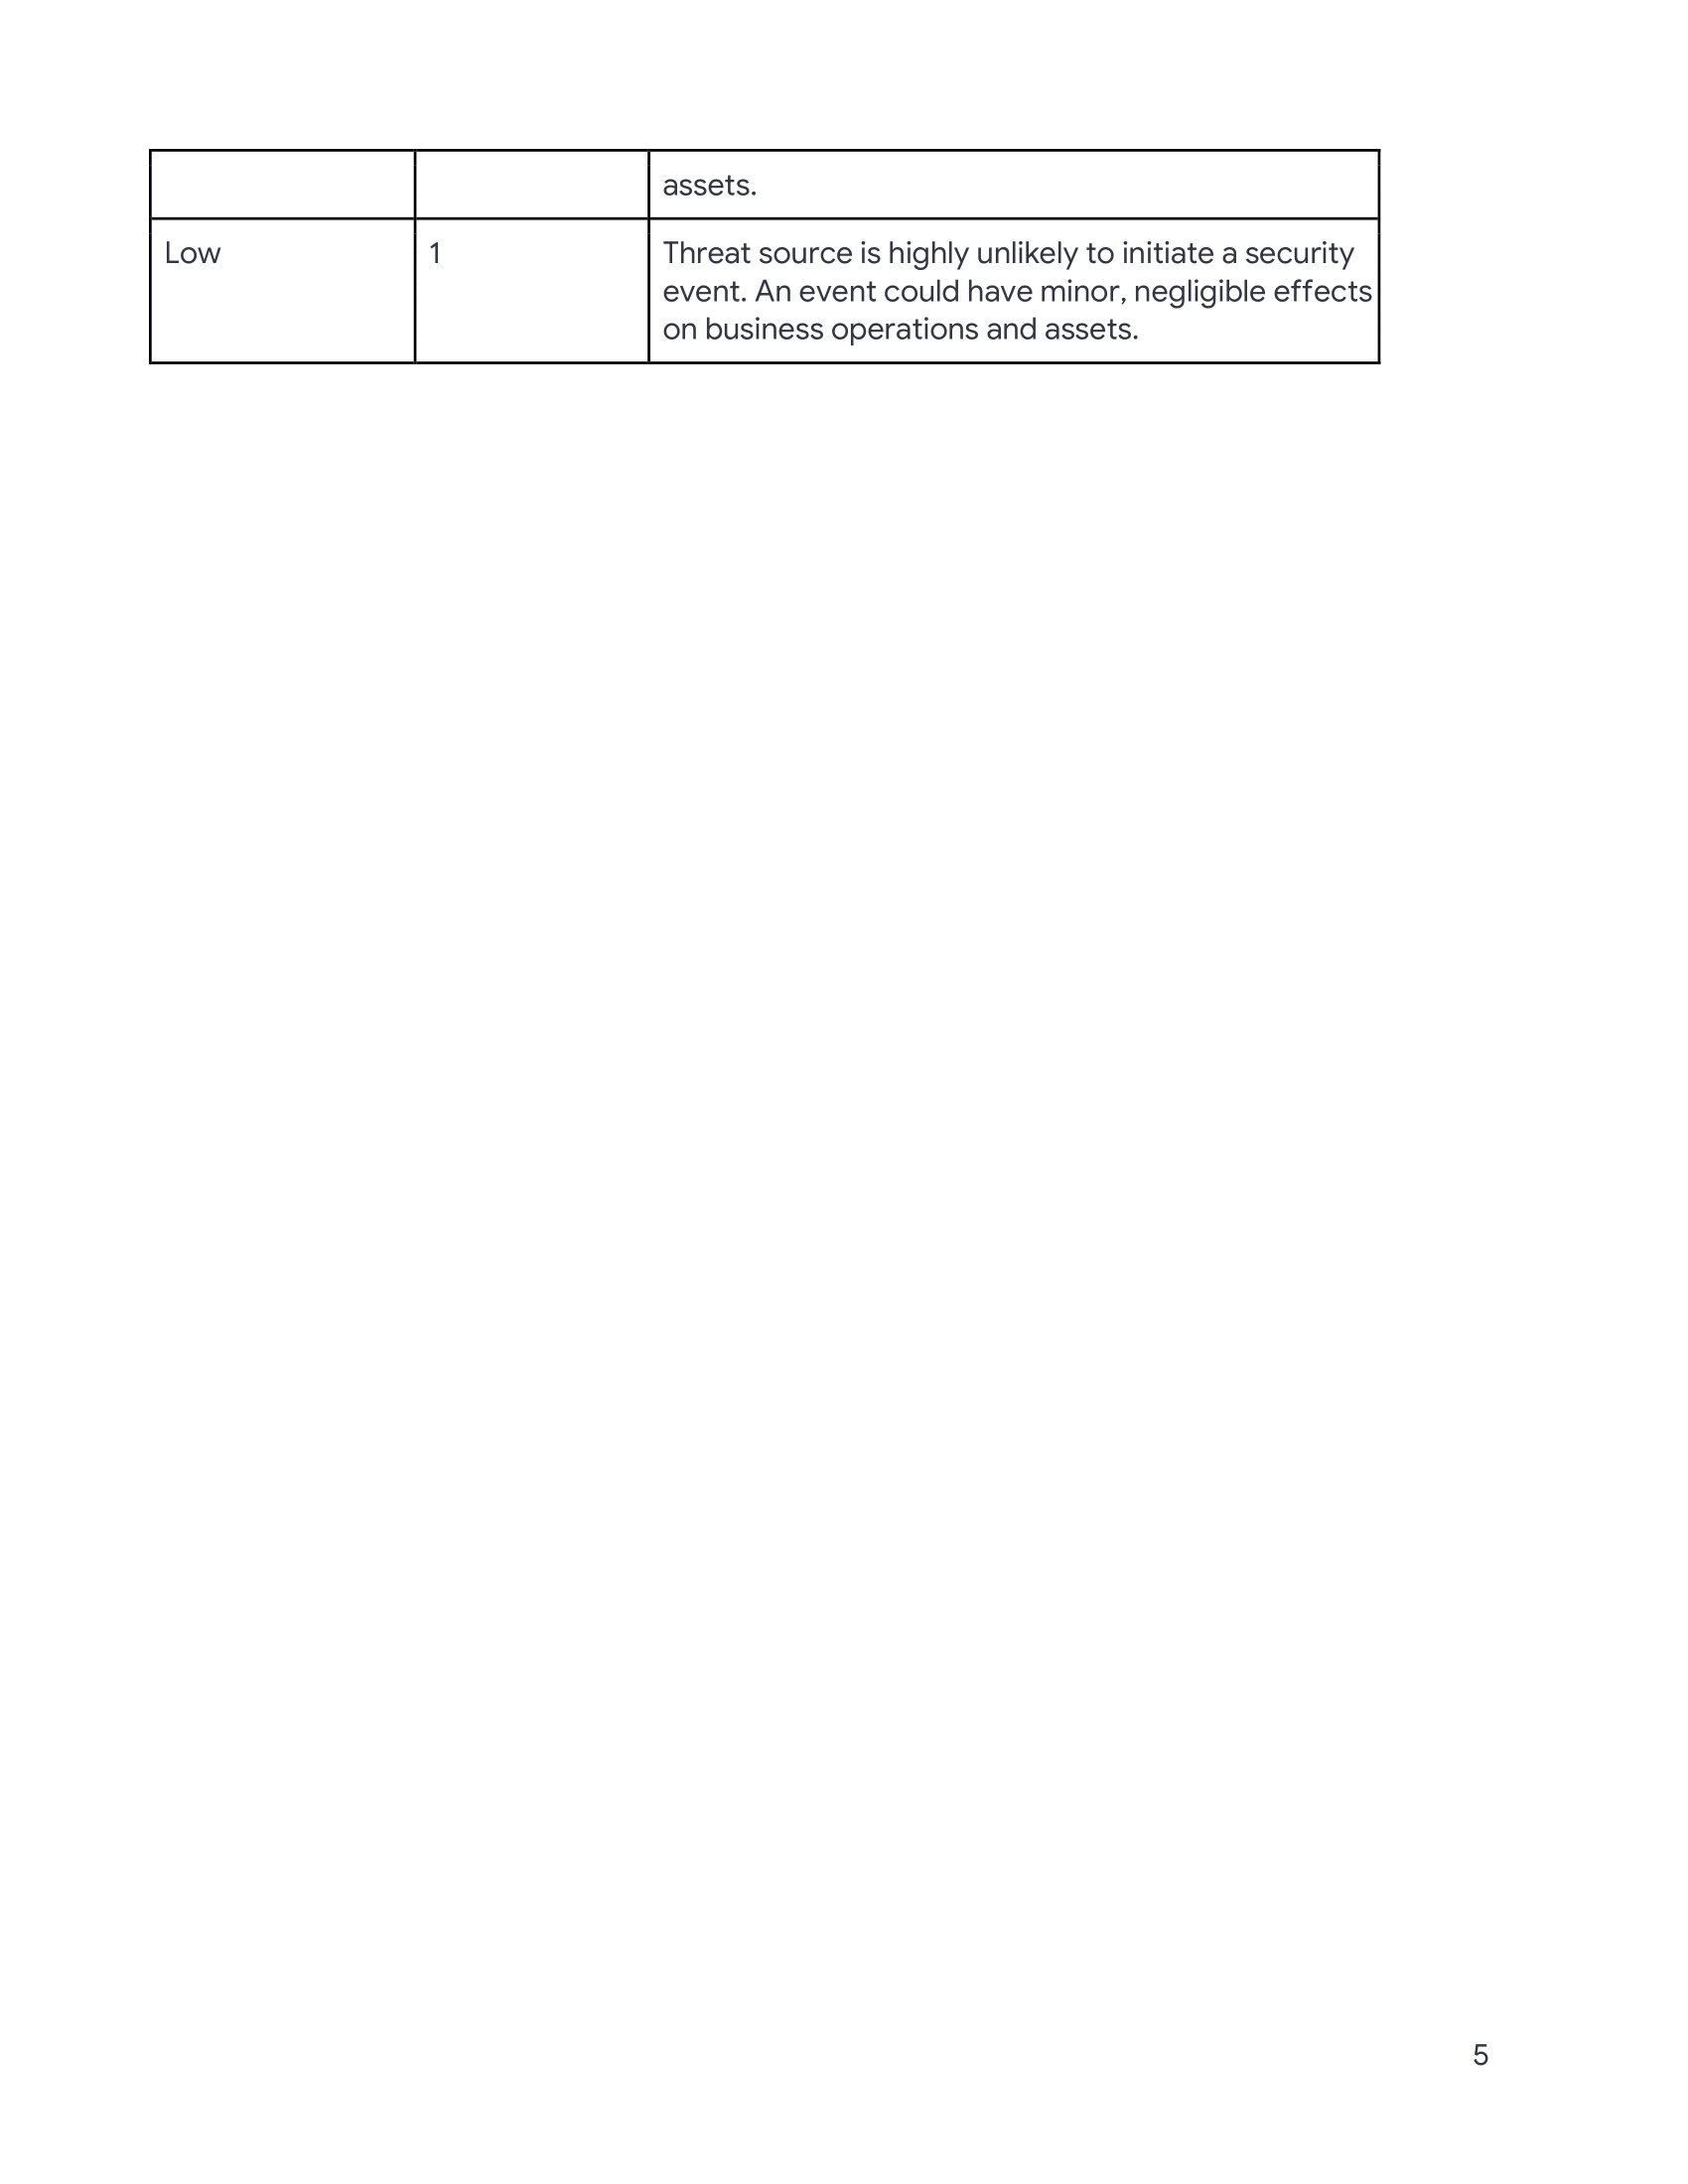 assets.
Low
1
Threat source is highly unlikely to initiate a security
event. An event could have minor, negligible effects
on business operations and assets.
5